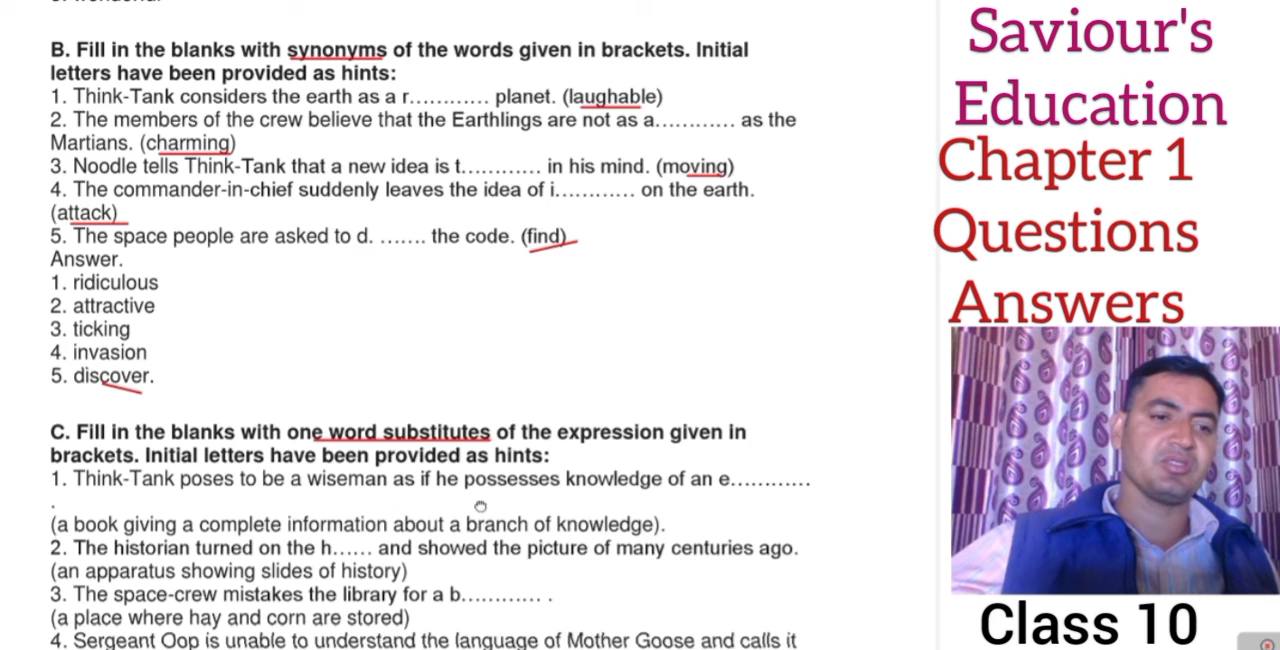 B. Fill in the blanks with synonyms of the words given in brackets. Initial
letters have been provided as hints:
1. Think-Tank considers the earth as a r............ planet. (laughable)
2. The members of the crew believe that the Earthlings are not as a............ as the
Martians. (charming)
3. Noodle tells Think-Tank that a new idea is t............ in his mind. (moving)
4. The commander-in-chief suddenly leaves the idea of i............ on the earth.
(attack)
5. The space people are asked to d. ....... the code. (find)
Answer.
1. ridiculous
2. attractive
3. ticking
4. invasion
5. discover.
C. Fill in the blanks with one word substitutes of the expression given in
brackets. Initial letters have been provided as hints:
1. Think-Tank poses to be a wiseman as if he possesses knowledge of an e............
.
(a book giving a complete information about a branch of knowledge).
2. The historian turned on the h...... and showed the picture of many centuries ago.
(an apparatus showing slides of history)
3. The space-crew mistakes the library for a b............ .
(a place where hay and corn are stored)
4. Sergeant Oop is unable to understand the language of Mother Goose and calls it
Saviour's
Education
Chapter 1
Questions
Answers
Class 10